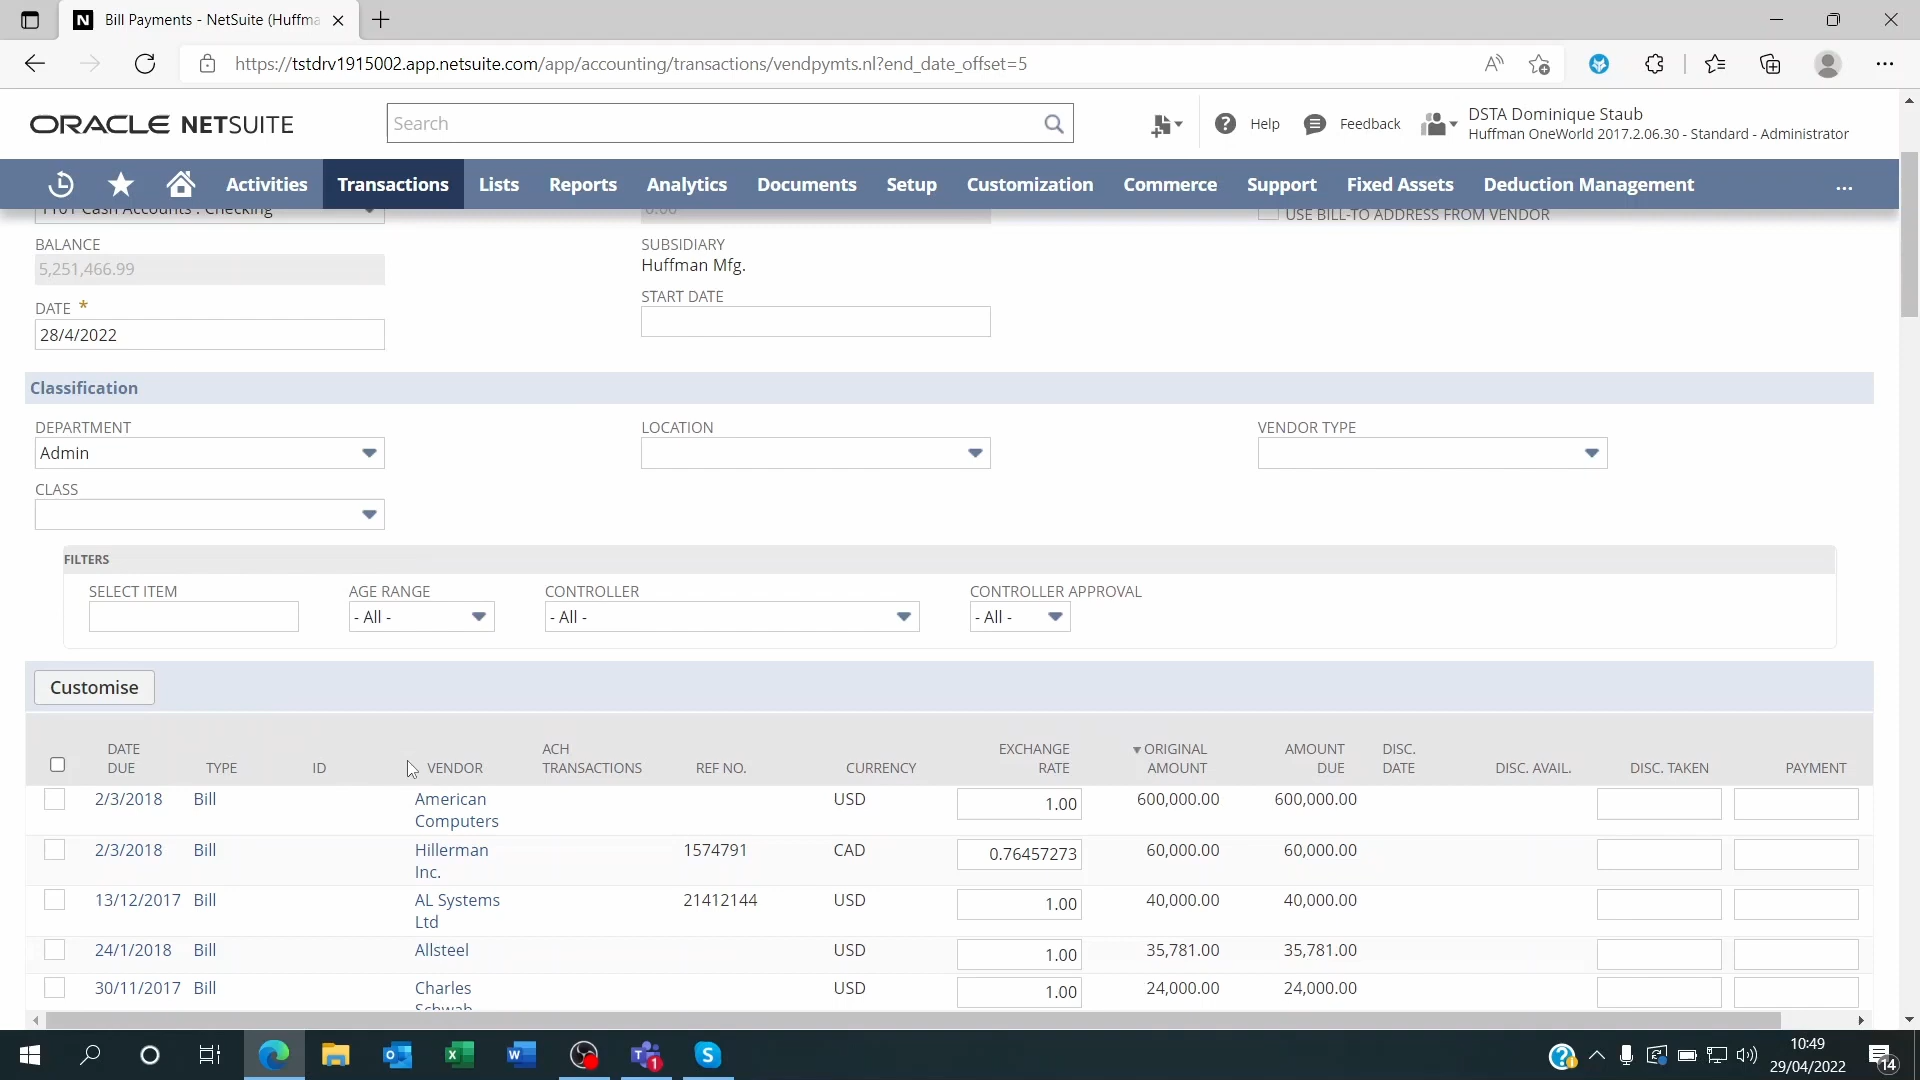 Bill Payments - NetSuite (Huffma
https://tstdrv1915002.app.netsuite.com/app/accounting/transactions/vendpymts.nl?end_date_offset=5
ORACLE NETSUITE
Search
Help
Feedback
DSTA Dominique Staub
Huffman OneWorld 2017.2.06.30 - Standard - Administrator
Activities Transactions Lists Reports Analytics Documents Setup Customization Commerce Support Fixed Assets Deduction Management ...
1101 Cash Accounts : Checking
0.00
USE BILL-TO ADDRESS FROM VENDOR
BALANCE
5,251,466.99
SUBSIDIARY
Huffman Mfg.
DATE *
28/4/2022
START DATE
Classification
DEPARTMENT
Admin
LOCATION
VENDOR TYPE
CLASS
FILTERS
SELECT ITEM AGE RANGE CONTROLLER CONTROLLER APPROVAL
- All - - All - - All -
Customise
DATE DUE TYPE ID VENDOR ACH TRANSACTIONS REF NO. CURRENCY EXCHANGE RATE ORIGINAL AMOUNT AMOUNT DUE DISC. DATE DISC. AVAIL. DISC. TAKEN PAYMENT
2/3/2018 Bill American Computers USD 1.00 600,000.00 600,000.00
2/3/2018 Bill Hillerman Inc. 1574791 CAD 0.76457273 60,000.00 60,000.00
13/12/2017 Bill AL Systems Ltd 21412144 USD 1.00 40,000.00 40,000.00
24/1/2018 Bill Allsteel USD 1.00 35,781.00 35,781.00
30/11/2017 Bill Charles Schwab USD 1.00 24,000.00 24,000.00
10:49
29/04/2022
14
1